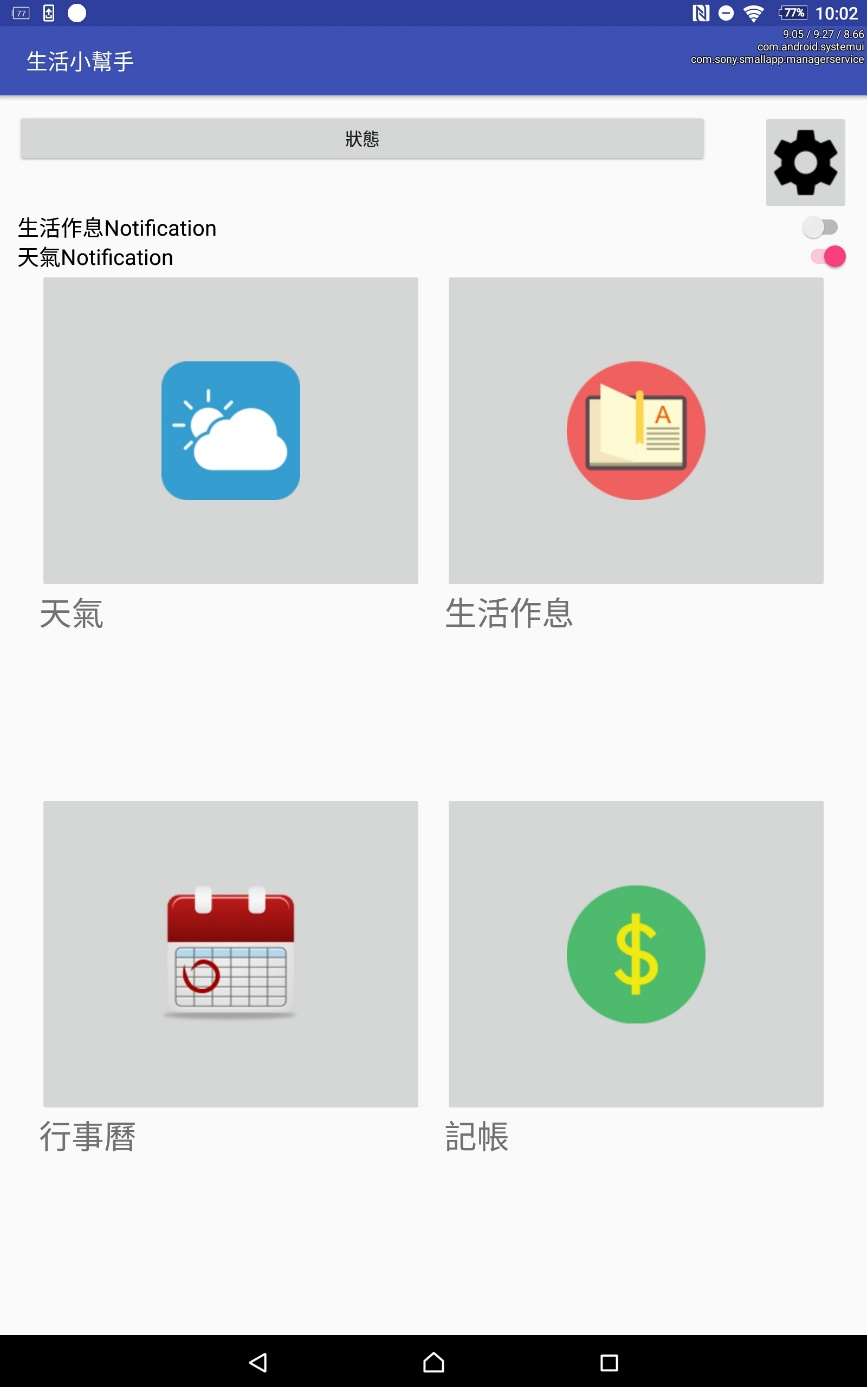 77
77%
10:02
9.05 / 9.27 / 8.66
com.android.systemui
com.sony.smallapp.managerservice
生活小幫手
狀態
生活作息Notification
天氣Notification
A
天氣
生活作息
$
行事曆
記帳